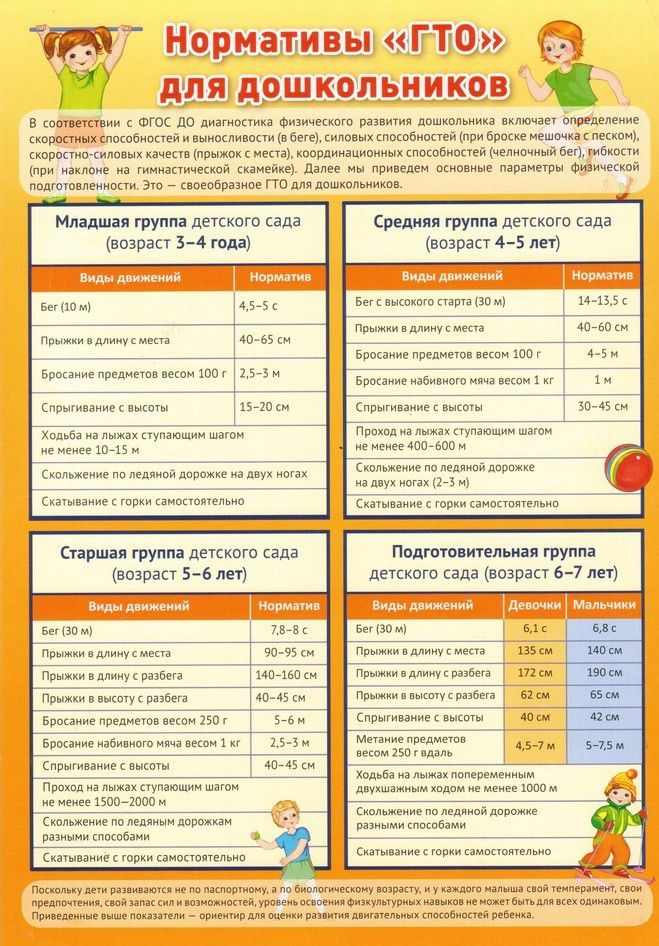 Нормативы «ГТО»
для дошкольников
В соответствии с ФГОС ДО диагностика физического развития дошкольника включает определение
скоростных способностей и выносливости (в беге), силовых способностей (при броске мешочка с песком),
скоростно-силовых качеств (прыжок с места), координационных способностей (челночный бег), гибкости
(при наклоне на гимнастической скамейке). Далее мы приведем основные параметры физической
подготовленности. Это — своеобразное ГТО для дошкольников.
Младшая группа детского сада
(возраст 3–4 года)
Виды движений Норматив
Бег (10 м) 4,5–5 с
Прыжки в длину с места 40–65 см
Бросание предметов весом 100 г 2,5–3 м
Спрыгивание с высоты 15–20 см
Ходьба на лыжах ступающим шагом
не менее 10–15 м
Скольжение по ледяной дорожке на двух ногах
Скатывание с горки самостоятельно
Средняя группа детского сада
(возраст 4–5 лет)
Виды движений Норматив
Бег с высокого старта (30 м) 14–13,5 с
Прыжки в длину с места 40–60 см
Бросание предметов весом 100 г 4–5 м
Бросание набивного мяча весом 1 кг 1 м
Спрыгивание с высоты 30–45 см
Проход на лыжах ступающим шагом
не менее 400–600 м
Скольжение по ледяной дорожке
на двух ногах (2–3 м)
Скатывание с горки самостоятельно
Старшая группа детского сада
(возраст 5–6 лет)
Виды движений Норматив
Бег (30 м) 7,8–8 с
Прыжки в длину с места 90–95 см
Прыжки в длину с разбега 140–160 см
Прыжки в высоту с разбега 40–45 см
Бросание предметов весом 250 г 5–6 м
Бросание набивного мяча весом 1 кг 2,5–3 м
Спрыгивание с высоты 40–45 см
Проход на лыжах ступающим шагом
не менее 1500—2000 м
Скольжение по ледяным дорожкам
разными способами
Скатывание с горки самостоятельно
Подготовительная группа
детского сада (возраст 6–7 лет)
Виды движений Девочки Мальчики
Бег (30 м) 6,1 с 6,8 с
Прыжки в длину с места 135 см 140 см
Прыжки в длину с разбега 172 см 190 см
Прыжки в высоту с разбега 62 см 65 см
Спрыгивание с высоты 40 см 42 см
Метание предметов
весом 250 г вдаль 4,5–7 м 5–7,5 м
Ходьба на лыжах попеременным
двухшажным ходом не менее 1000 м
Скольжение по ледяной дорожке
разными способами
Скатывание с горки самостоятельно
Поскольку дети развиваются не по паспортному, а по биологическому возрасту, и у каждого малыша свой темперамент, свои
предпочтения, свой запас сил и возможностей, уровень освоения физкультурных навыков не может быть для всех одинаковым.
Приведенные выше показатели — ориентир для оценки развития двигательных способностей ребенка.